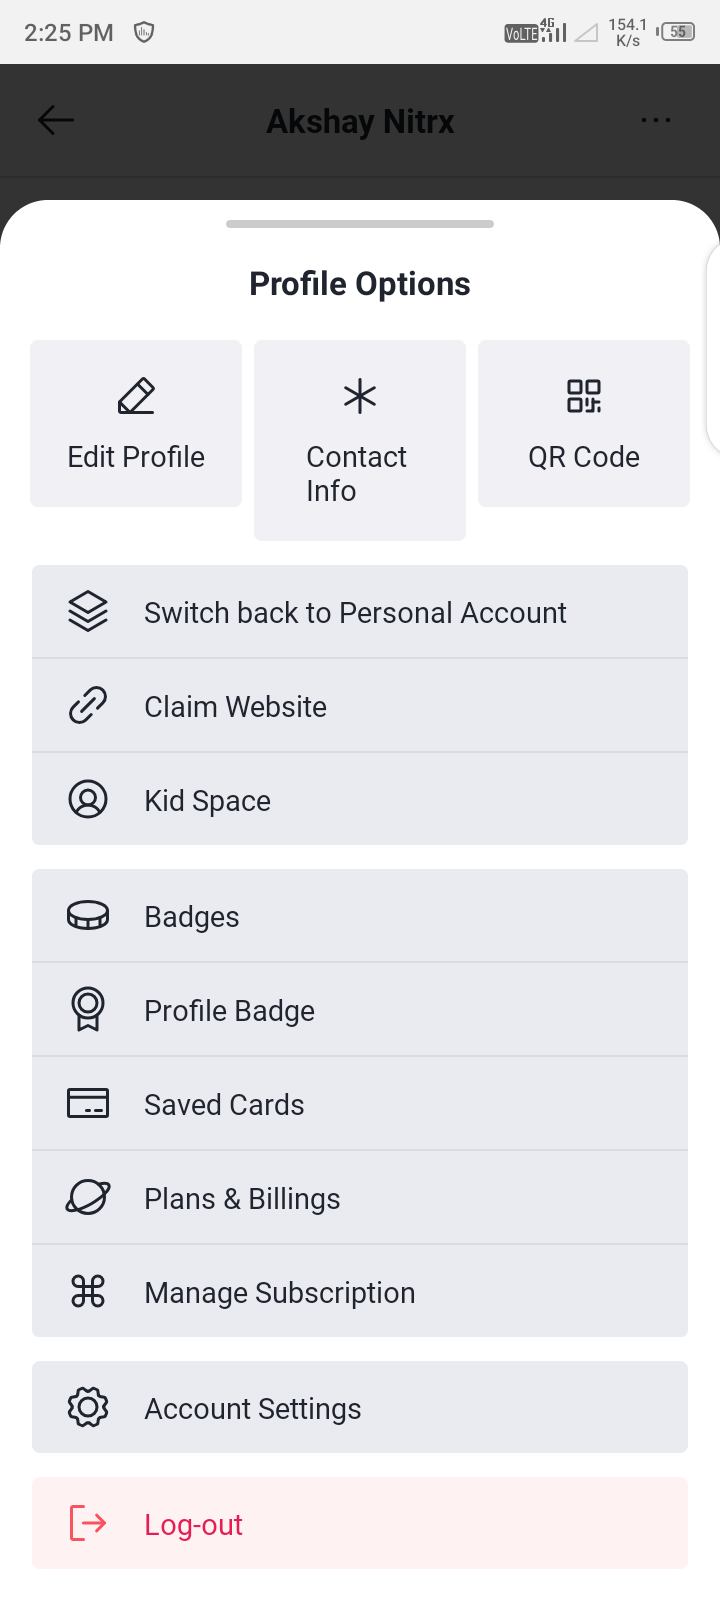 2:25 PM
VoLTE 4G 154.1 K/s 55
Akshay Nitrx
Profile Options
Edit Profile
Contact
Info
QR Code
Switch back to Personal Account
Claim Website
Kid Space
Badges
Profile Badge
Saved Cards
Plans & Billings
Manage Subscription
Account Settings
Log-out